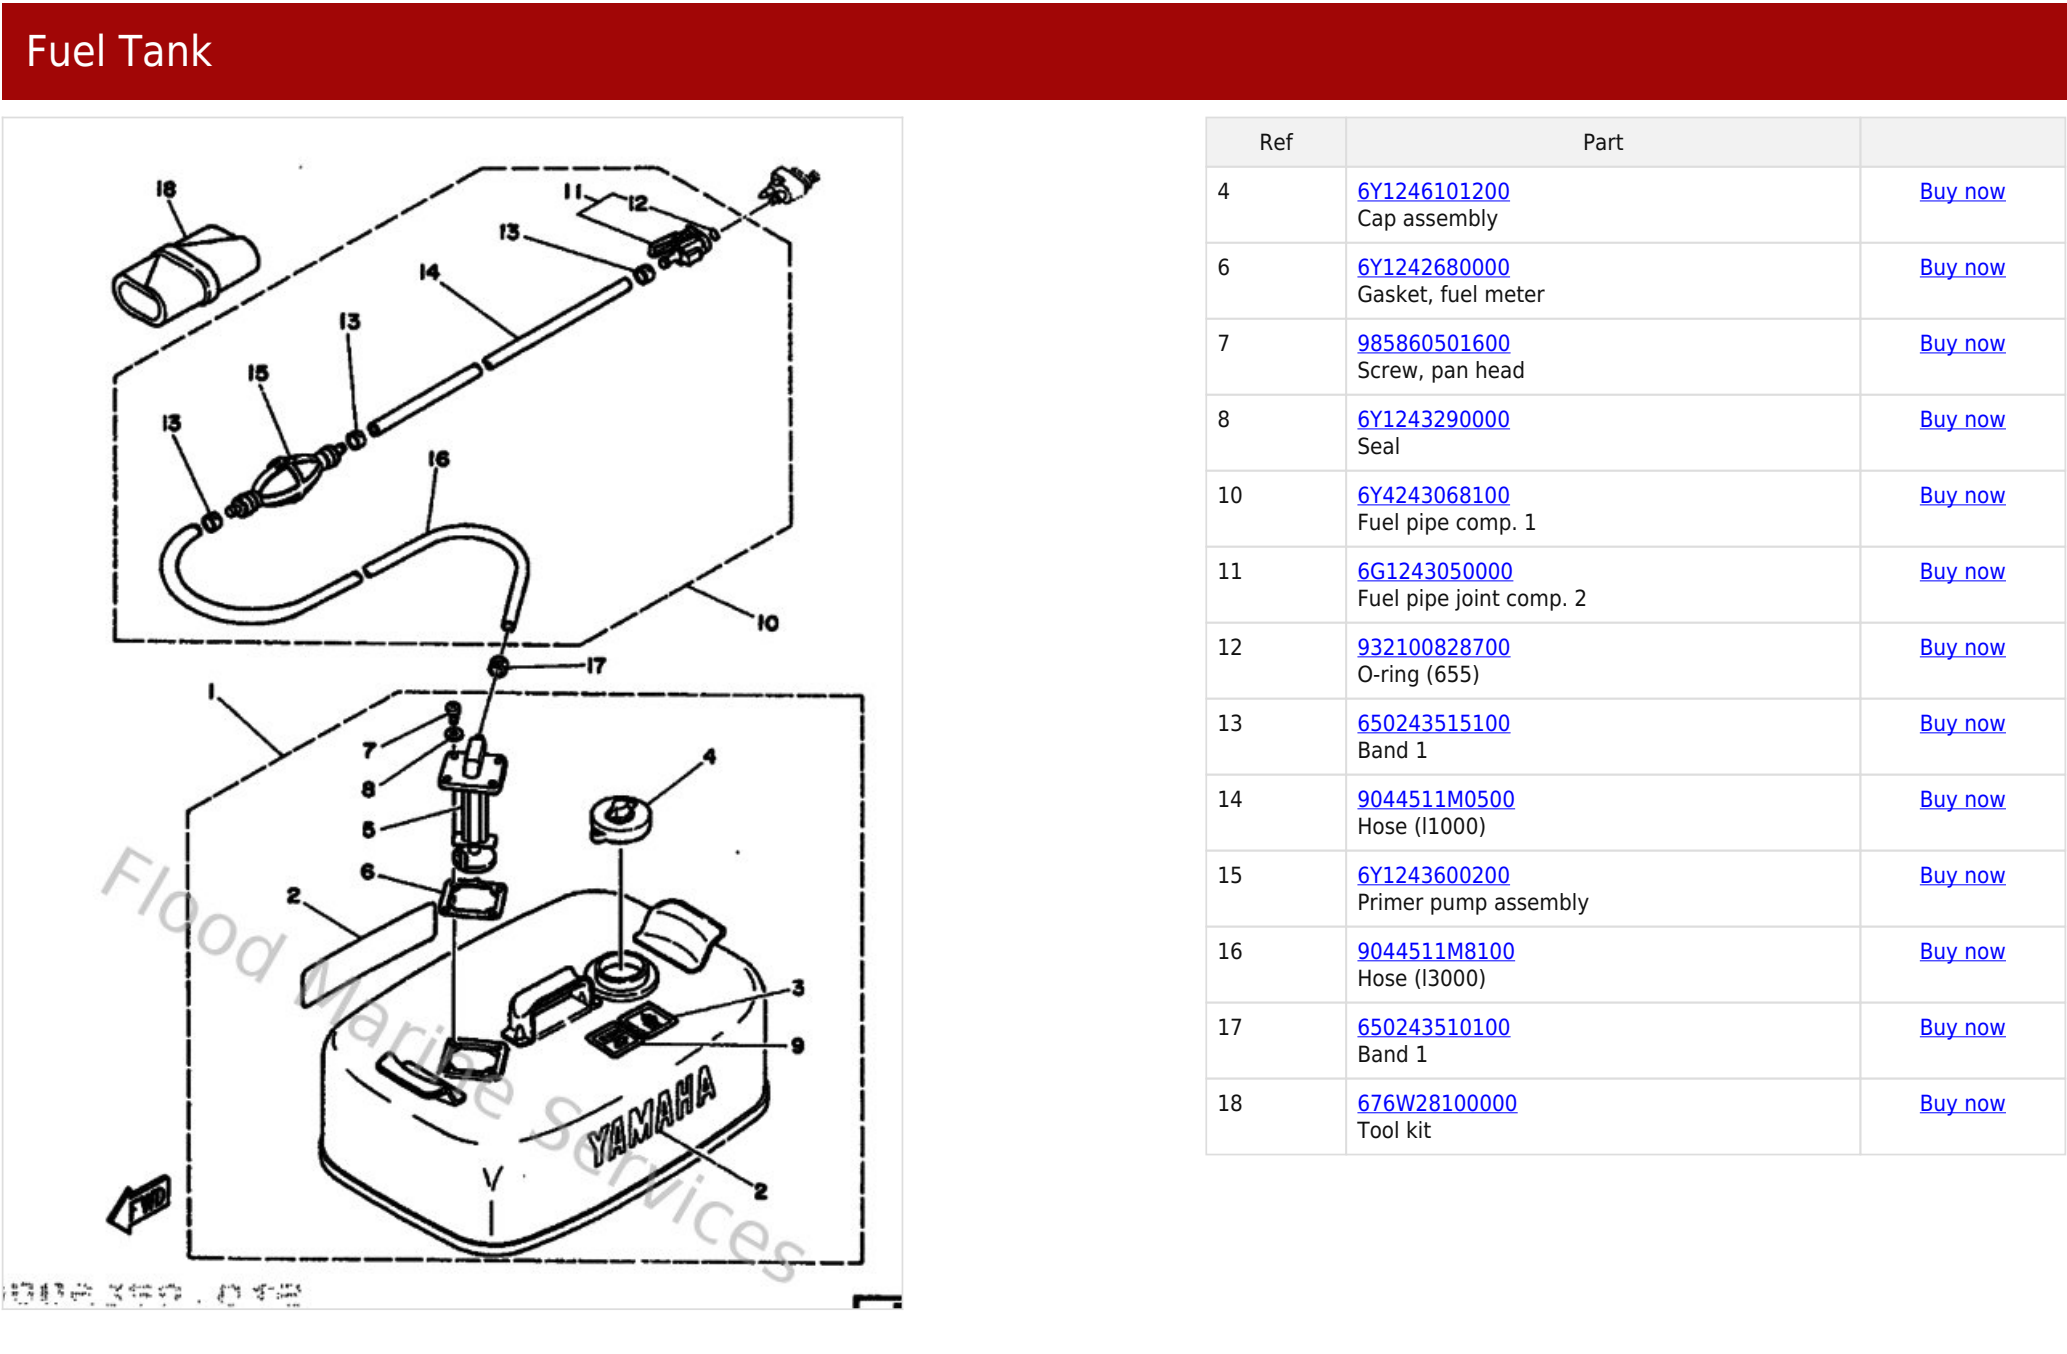 Fuel Tank
18
11
12
13
14
13
15
13
16
10
17
1
7
4
8
5
6
2
3
9
YAMAHA
2
FWD
Flood Marine Services
Ref Part
4 6Y1246101200 Buy now
Cap assembly
6 6Y1242680000 Buy now
Gasket, fuel meter
7 985860501600 Buy now
Screw, pan head
8 6Y1243290000 Buy now
Seal
10 6Y4243068100 Buy now
Fuel pipe comp. 1
11 6G1243050000 Buy now
Fuel pipe joint comp. 2
12 932100828700 Buy now
O-ring (655)
13 650243515100 Buy now
Band 1
14 9044511M0500 Buy now
Hose (l1000)
15 6Y1243600200 Buy now
Primer pump assembly
16 9044511M8100 Buy now
Hose (l3000)
17 650243510100 Buy now
Band 1
18 676W28100000 Buy now
Tool kit